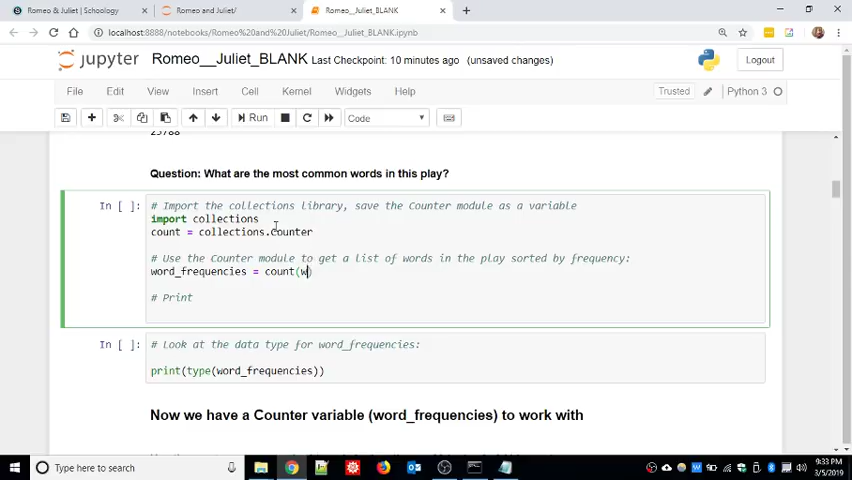 Romeo & Juliet | Schoology
Romeo and Juliet/
Romeo__Juliet_BLANK
localhost:8888/notebooks/Romeo%20and%20Juliet/Romeo__Juliet_BLANK.ipynb
jupyter Romeo__Juliet_BLANK Last Checkpoint: 10 minutes ago (unsaved changes)
Logout
File Edit View Insert Cell Kernel Widgets Help
Trusted Python 3
Run Code
25788
Question: What are the most common words in this play?
In [ ]: # Import the collections library, save the Counter module as a variable
import collections
count = collections.counter
# Use the Counter module to get a list of words in the play sorted by frequency:
word_frequencies = count(w)
# Print
In [ ]: # Look at the data type for word_frequencies:
print(type(word_frequencies))
Now we have a Counter variable (word_frequencies) to work with
Type here to search
9:33 PM
3/5/2019